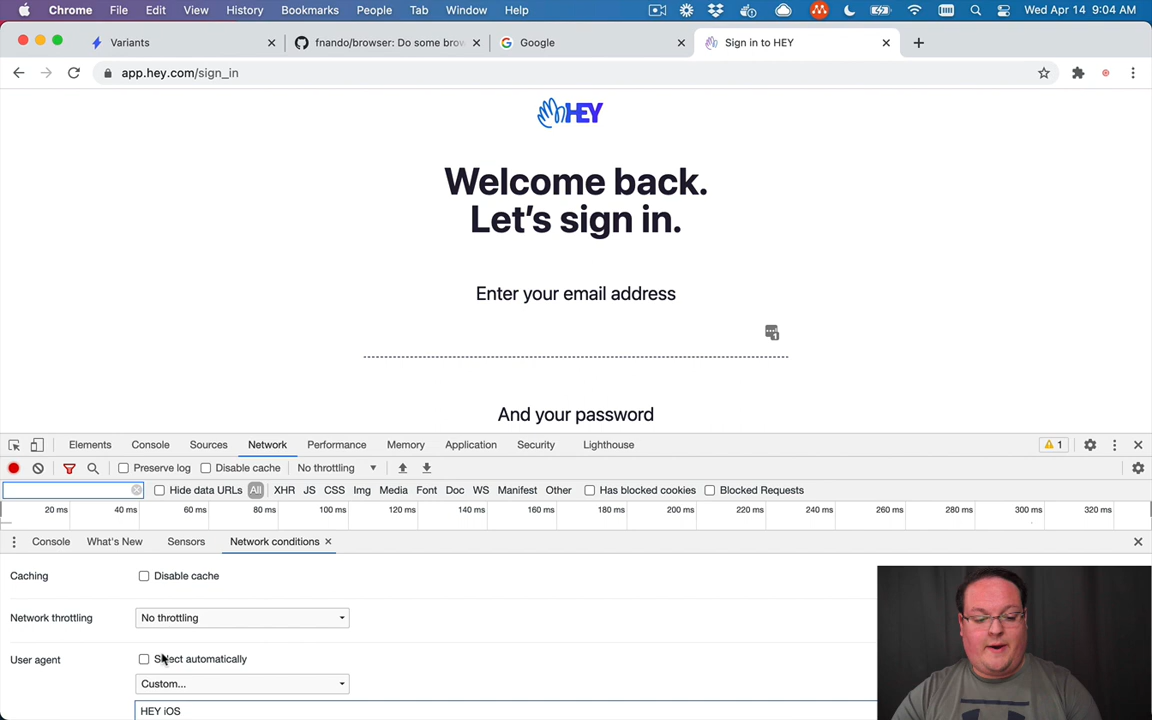 Chrome File Edit View History Bookmarks People Tab Window Help Wed Apr 14 9:04 AM
Variants fnando/browser: Do some brow Google Sign in to HEY
app.hey.com/sign_in
HEY
Welcome back.
Let's sign in.
Enter your email address
And your password
Elements Console Sources Network Performance Memory Application Security Lighthouse 1
Preserve log Disable cache No throttling
Hide data URLs All XHR JS CSS Img Media Font Doc WS Manifest Other Has blocked cookies Blocked Requests
20 ms 40 ms 60 ms 80 ms 100 ms 120 ms 140 ms 160 ms 180 ms 200 ms 220 ms 240 ms 260 ms 280 ms 300 ms 320 ms
Console What's New Sensors Network conditions
Caching Disable cache
Network throttling No throttling
User agent Select automatically
Custom...
HEY iOS